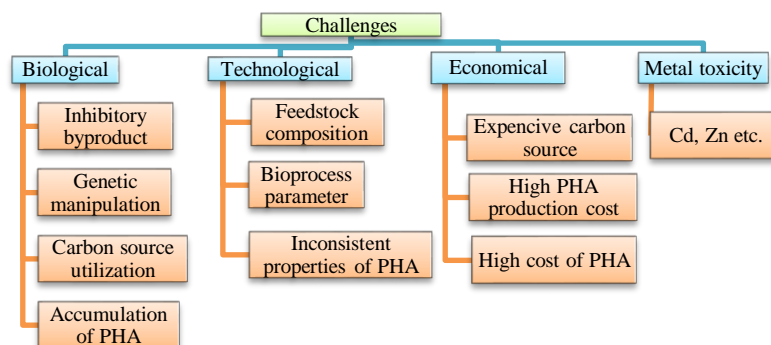 Challenges
Biological
Inhibitory
byproduct
Genetic
manipulation
Carbon source
utilization
Accumulation
of PHA
Technological
Feedstock
composition
Bioprocess
parameter
Inconsistent
properties of PHA
Economical
Expencive carbon
source
High PHA
production cost
High cost of PHA
Metal toxicity
Cd, Zn etc.